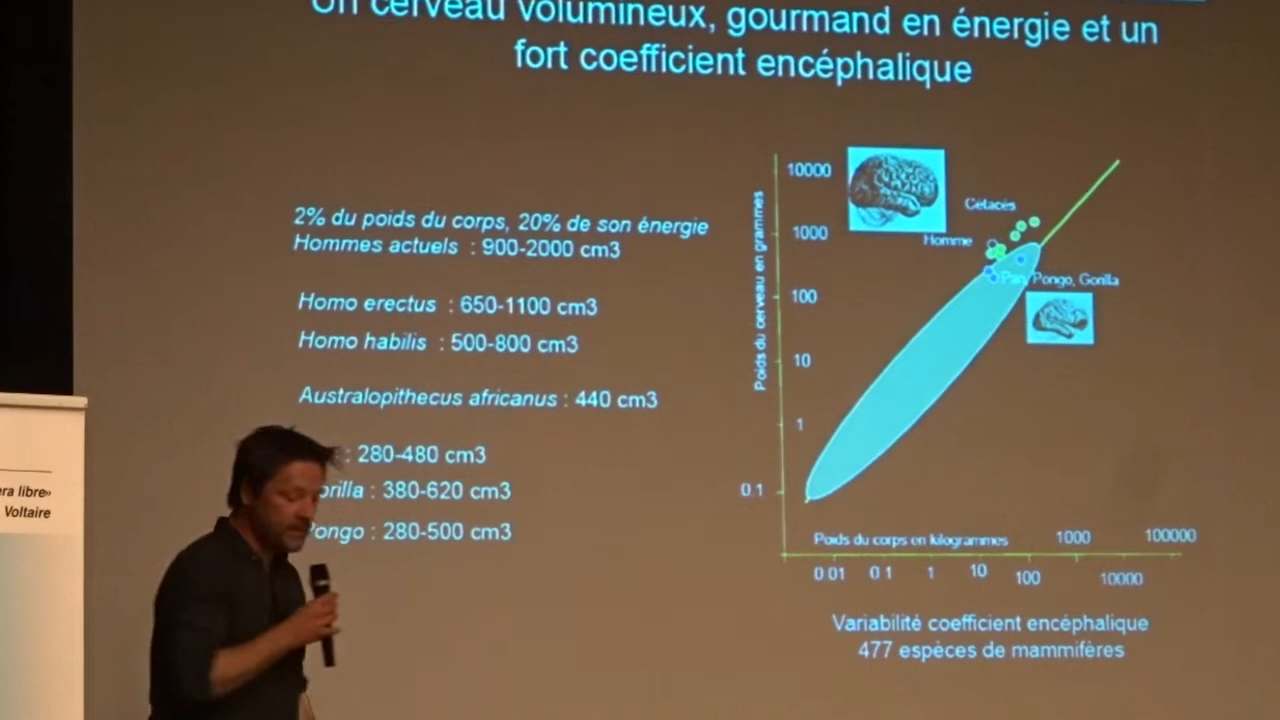 Un cerveau volumineux, gourmand en énergie et un
fort coefficient encéphalique
2% du poids du corps, 20% de son énergie
Hommes actuels : 900-2000 cm3
Homo erectus : 650-1100 cm3
Homo habilis : 500-800 cm3
Australopithecus africanus : 440 cm3
: 280-480 cm3
orilla : 380-620 cm3
Pongo : 280-500 cm3
Poids du cerveau en grammes
10000
1000
100
10
1
0.1
Cétacés
Homme
Pan, Pongo, Gorilla
Poids du corps en kilogrammes
1000
100000
0.01
0.1
1
10
100
10000
Variabilité coefficient encéphalique
477 espèces de mammifères
era libre»
Voltaire